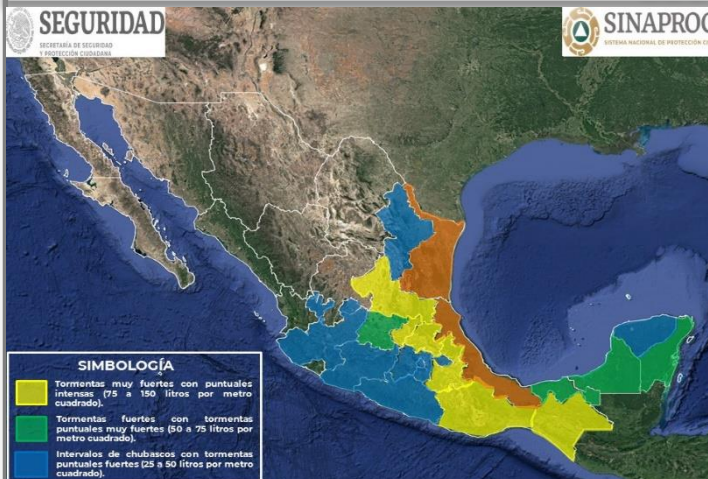 SEGURIDAD
SECRETARÍA DE SEGURIDAD
Y PROTECCIÓN CIUDADANA
SINAPROC
SISTEMA NACIONAL DE PROTECCIÓN
SIMBOLOGÍA
Tormentas muy fuertes con puntuales
intensas (75 a 150 litros por metro
cuadrado).
Tormentas fuertes con tormentas
puntuales muy fuertes (50 a 75 litros por
metro cuadrado).
Intervalos de chubascos con tormentas
puntuales fuertes (25 a 50 litros por metro
cuadrado).